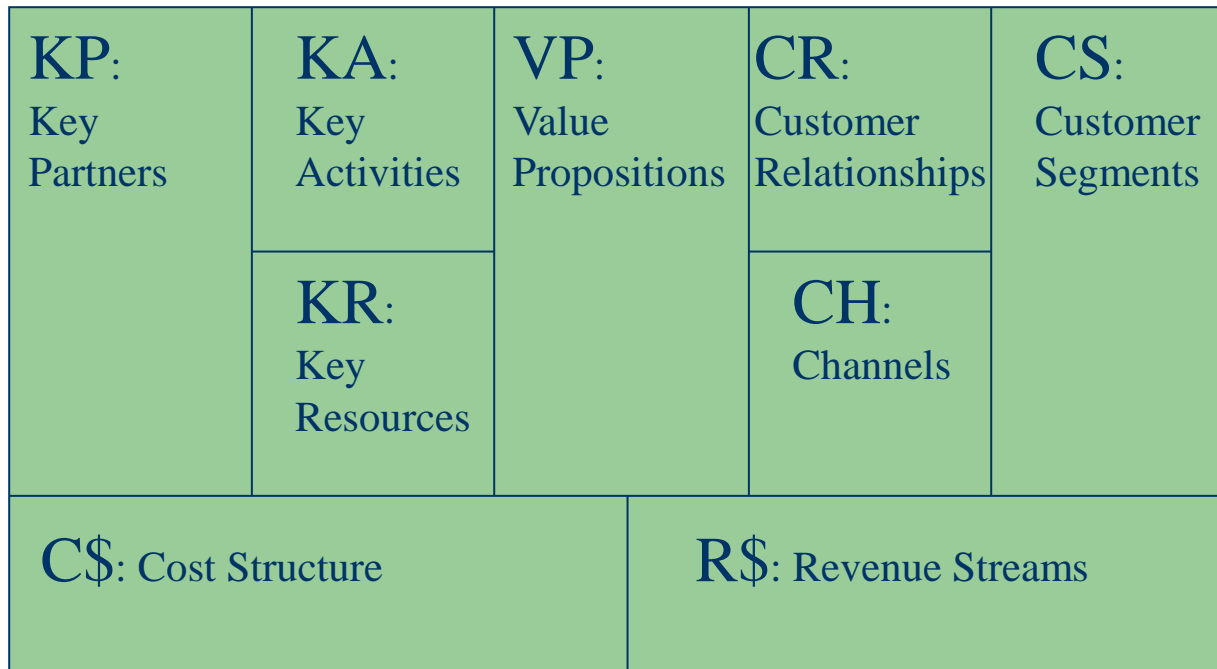 KP:
Key
Partners
KA:
Key
Activities
KR:
Key
Resources
VP:
Value
Propositions
CR:
Customer
Relationships
CH:
Channels
CS:
Customer
Segments
C$: Cost Structure
R$: Revenue Streams